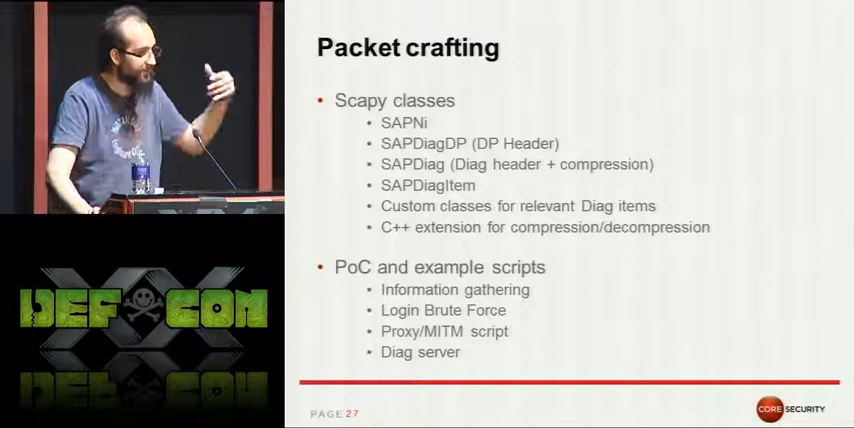 Packet crafting
• Scapy classes
• SAPNi
• SAPDiagDP (DP Header)
• SAPDiag (Diag header + compression)
• SAPDiagItem
• Custom classes for relevant Diag items
• C++ extension for compression/decompression
• PoC and example scripts
• Information gathering
• Login Brute Force
• Proxy/MITM script
• Diag server
PAGE 27
CORE SECURITY
XX
DEF CON